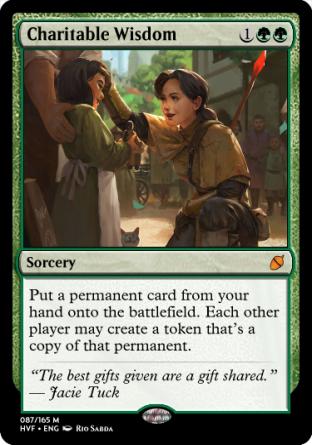 Charitable Wisdom 1
Sorcery
Put a permanent card from your
hand onto the battlefield. Each other
player may create a token that's a
copy of that permanent.
“The best gifts given are a gift shared.”
— Jacie Tuck
087/165 M
HVF • ENG Rio Sabda